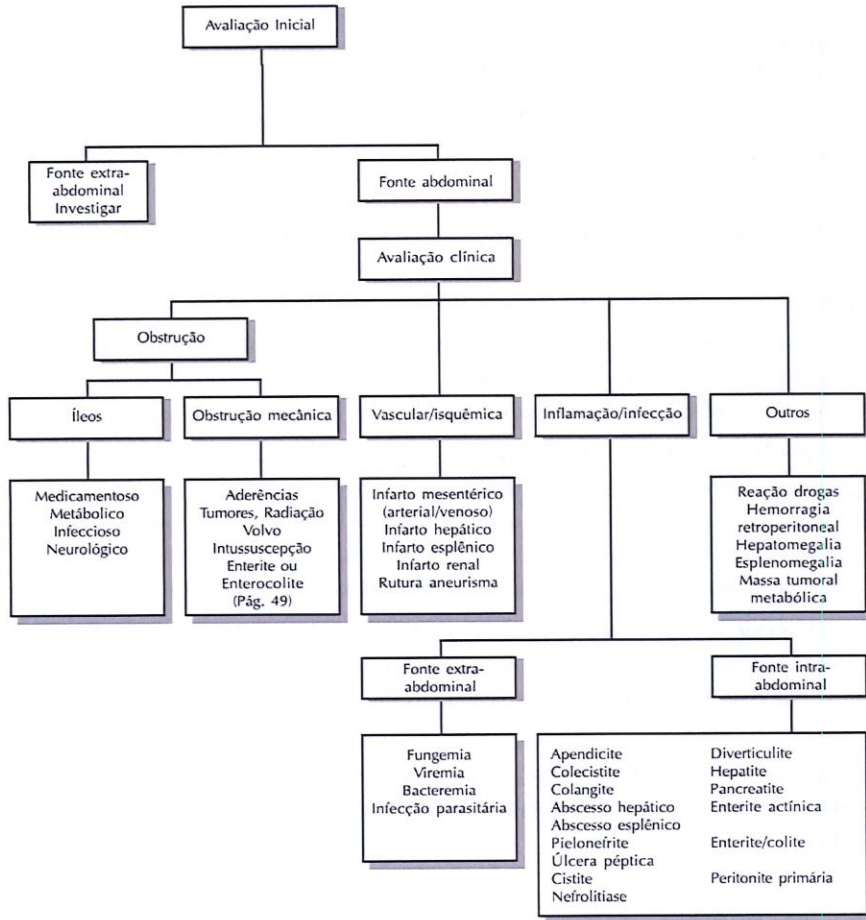 Avaliação Inicial
Fonte extra-
abdominal
Investigar
Fonte abdominal
Avaliação clínica
Obstrução
Íleos
Obstrução mecânica
Vascular/isquêmica
Inflamação/infecção
Outros
Medicamentoso
Metábolico
Infeccioso
Neurológico
Aderências
Tumores, Radiação
Volvo
Intussuscepção
Enterite ou
Enterocolite
(Pág. 49)
Infarto mesentérico
(arterial/venoso)
Infarto hepático
Infarto esplênico
Infarto renal
Rutura aneurisma
Reação drogas
Hemorragia
retroperitoneal
Hepatomegalia
Esplenomegalia
Massa tumoral
metabólica
Fonte extra-
abdominal
Fonte intra-
abdominal
Fungemia
Viremia
Bacteremia
Infecção parasitária
Apendicite
Colecistite
Colangite
Abscesso hepático
Abscesso esplênico
Pielonefrite
Úlcera péptica
Cistite
Nefrolitiase
Diverticulite
Hepatite
Pancreatite
Enterite actínica
Enterite/colite
Peritonite primária